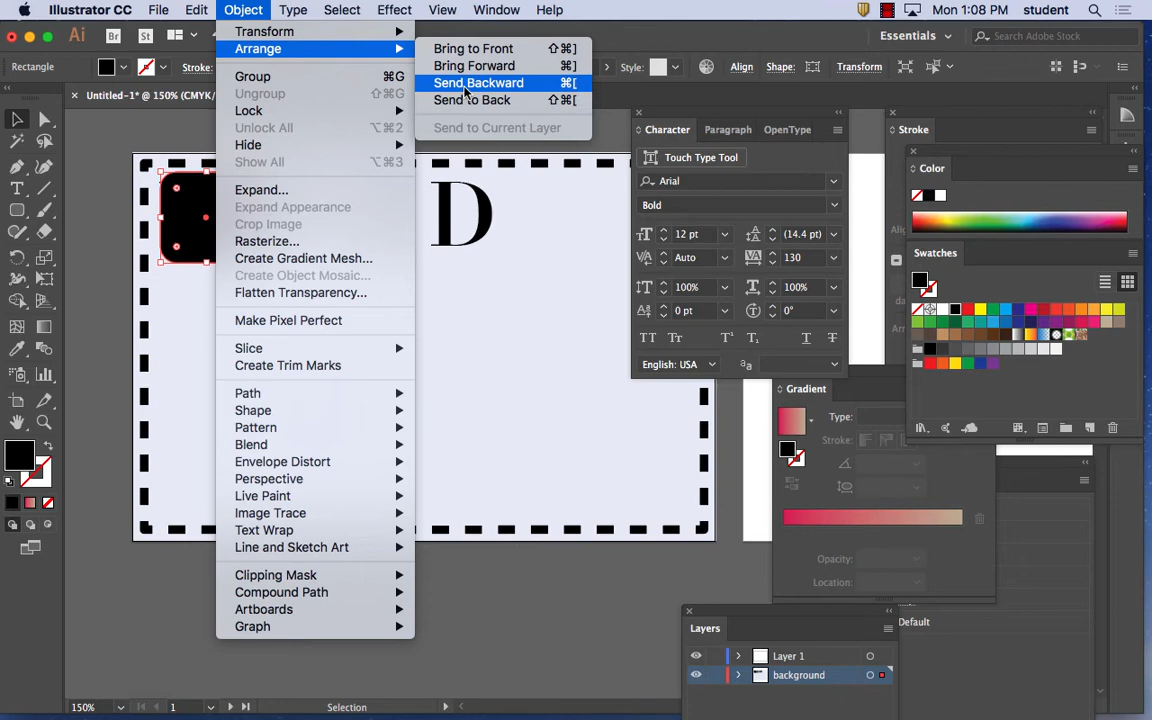 Illustrator CC File Edit Object Type Select Effect View Window Help Mon 1:08 PM student
Ai Br St Essentials Search Adobe Stock
Rectangle Stroke: Style: Align Shape: Transform
Untitled-1* @ 150% (CMYK/
Transform
Arrange
Group ⌘G
Ungroup ⇧⌘G
Lock
Unlock All ⌥⌘2
Hide
Show All ⌥⌘3
Expand...
Expand Appearance
Crop Image
Rasterize...
Create Gradient Mesh...
Create Object Mosaic...
Flatten Transparency...
Make Pixel Perfect
Slice
Create Trim Marks
Path
Shape
Pattern
Blend
Envelope Distort
Perspective
Live Paint
Image Trace
Text Wrap
Line and Sketch Art
Clipping Mask
Compound Path
Artboards
Graph
Bring to Front ⇧⌘]
Bring Forward ⌘]
Send Backward ⌘[
Send to Back ⇧⌘[
Send to Current Layer
D
Character Paragraph OpenType
Touch Type Tool
Arial
Bold
12 pt (14.4 pt)
Auto 130
100% 100%
0 pt 0°
English: USA
Stroke
Color
Swatches
Gradient
Type:
Stroke:
Opacity:
Location:
Default
Layers
Layer 1
background
150% 1 Selection